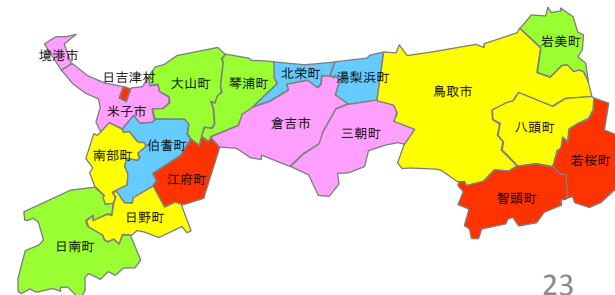 境港市
日吉津村
米子市
大山町
琴浦町
北栄町
湯梨浜町
鳥取市
岩美町
南部町
伯耆町
倉吉市
三朝町
八頭町
若桜町
江府町
智頭町
日野町
日南町
23